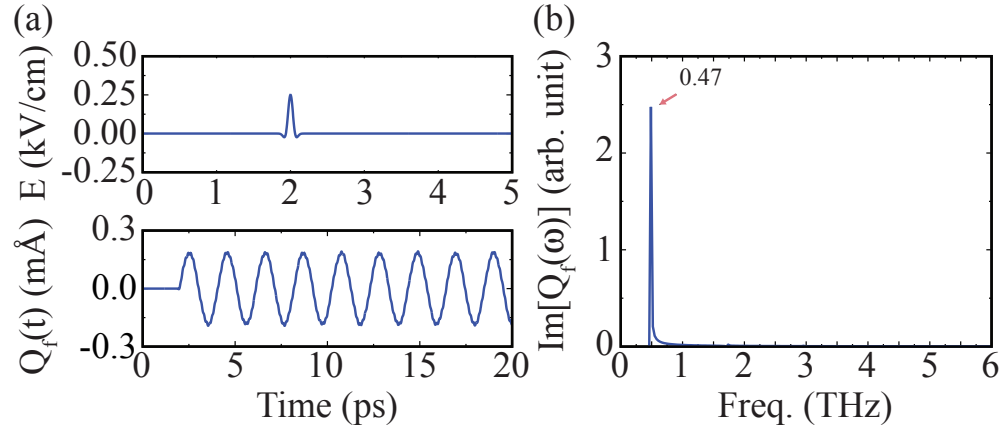 (a)
E (kV/cm)
0.50
0.25
0.00
-0.25
0 1 2 3 4 5
Q_f(t) (mÅ)
0.3
0.0
-0.3
5 10 15 20
Time (ps)
(b)
Im[Q_f(ω)] (arb. unit)
3
2
1
0
0.47
0 1 2 3 4 5 6
Freq. (THz)